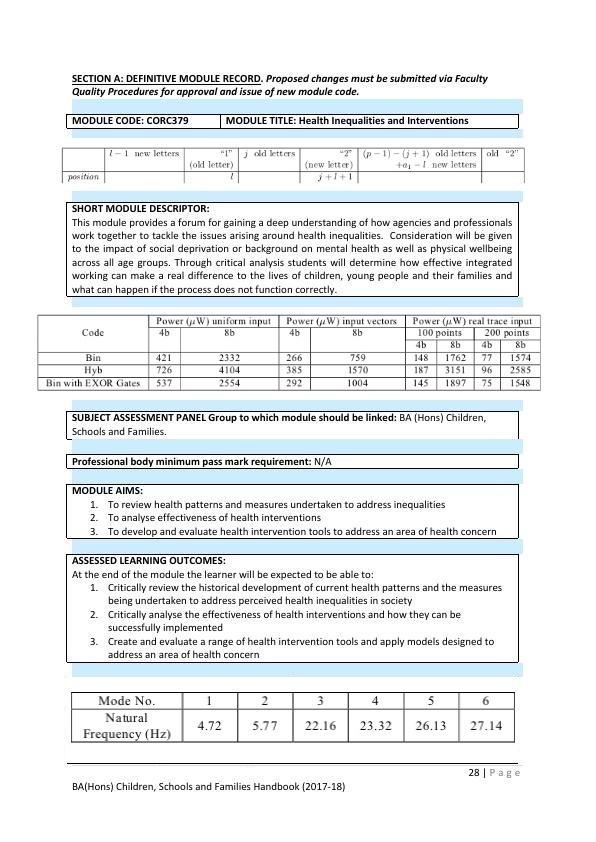 SECTION A: DEFINITIVE MODULE RECORD. Proposed changes must be submitted via Faculty
Quality Procedures for approval and issue of new module code.
MODULE CODE: CORC379 MODULE TITLE: Health Inequalities and Interventions
l − 1 new letters "1" j old letters "2" (p − 1) − (j + 1) old letters old "2"
(old letter) (new letter) +a₁ − l new letters
position l j + l + 1
SHORT MODULE DESCRIPTOR:
This module provides a forum for gaining a deep understanding of how agencies and professionals
work together to tackle the issues arising around health inequalities. Consideration will be given
to the impact of social deprivation or background on mental health as well as physical wellbeing
across all age groups. Through critical analysis students will determine how effective integrated
working can make a real difference to the lives of children, young people and their families and
what can happen if the process does not function correctly.
Power (μW) uniform input Power (μW) input vectors Power (μW) real trace input
Code 4b 8b 4b 8b 100 points 200 points
4b 8b 4b 8b
Bin 421 2332 266 759 148 1762 77 1574
Hyb 726 4104 385 1570 187 3151 96 2585
Bin with EXOR Gates 537 2554 292 1004 145 1897 75 1548
SUBJECT ASSESSMENT PANEL Group to which module should be linked: BA (Hons) Children,
Schools and Families.
Professional body minimum pass mark requirement: N/A
MODULE AIMS:
1. To review health patterns and measures undertaken to address inequalities
2. To analyse effectiveness of health interventions
3. To develop and evaluate health intervention tools to address an area of health concern
ASSESSED LEARNING OUTCOMES:
At the end of the module the learner will be expected to be able to:
1. Critically review the historical development of current health patterns and the measures
being undertaken to address perceived health inequalities in society
2. Critically analyse the effectiveness of health interventions and how they can be
successfully implemented
3. Create and evaluate a range of health intervention tools and apply models designed to
address an area of health concern
Mode No. 1 2 3 4 5 6
Natural
Frequency (Hz) 4.72 5.77 22.16 23.32 26.13 27.14
28 | Page
BA(Hons) Children, Schools and Families Handbook (2017-18)